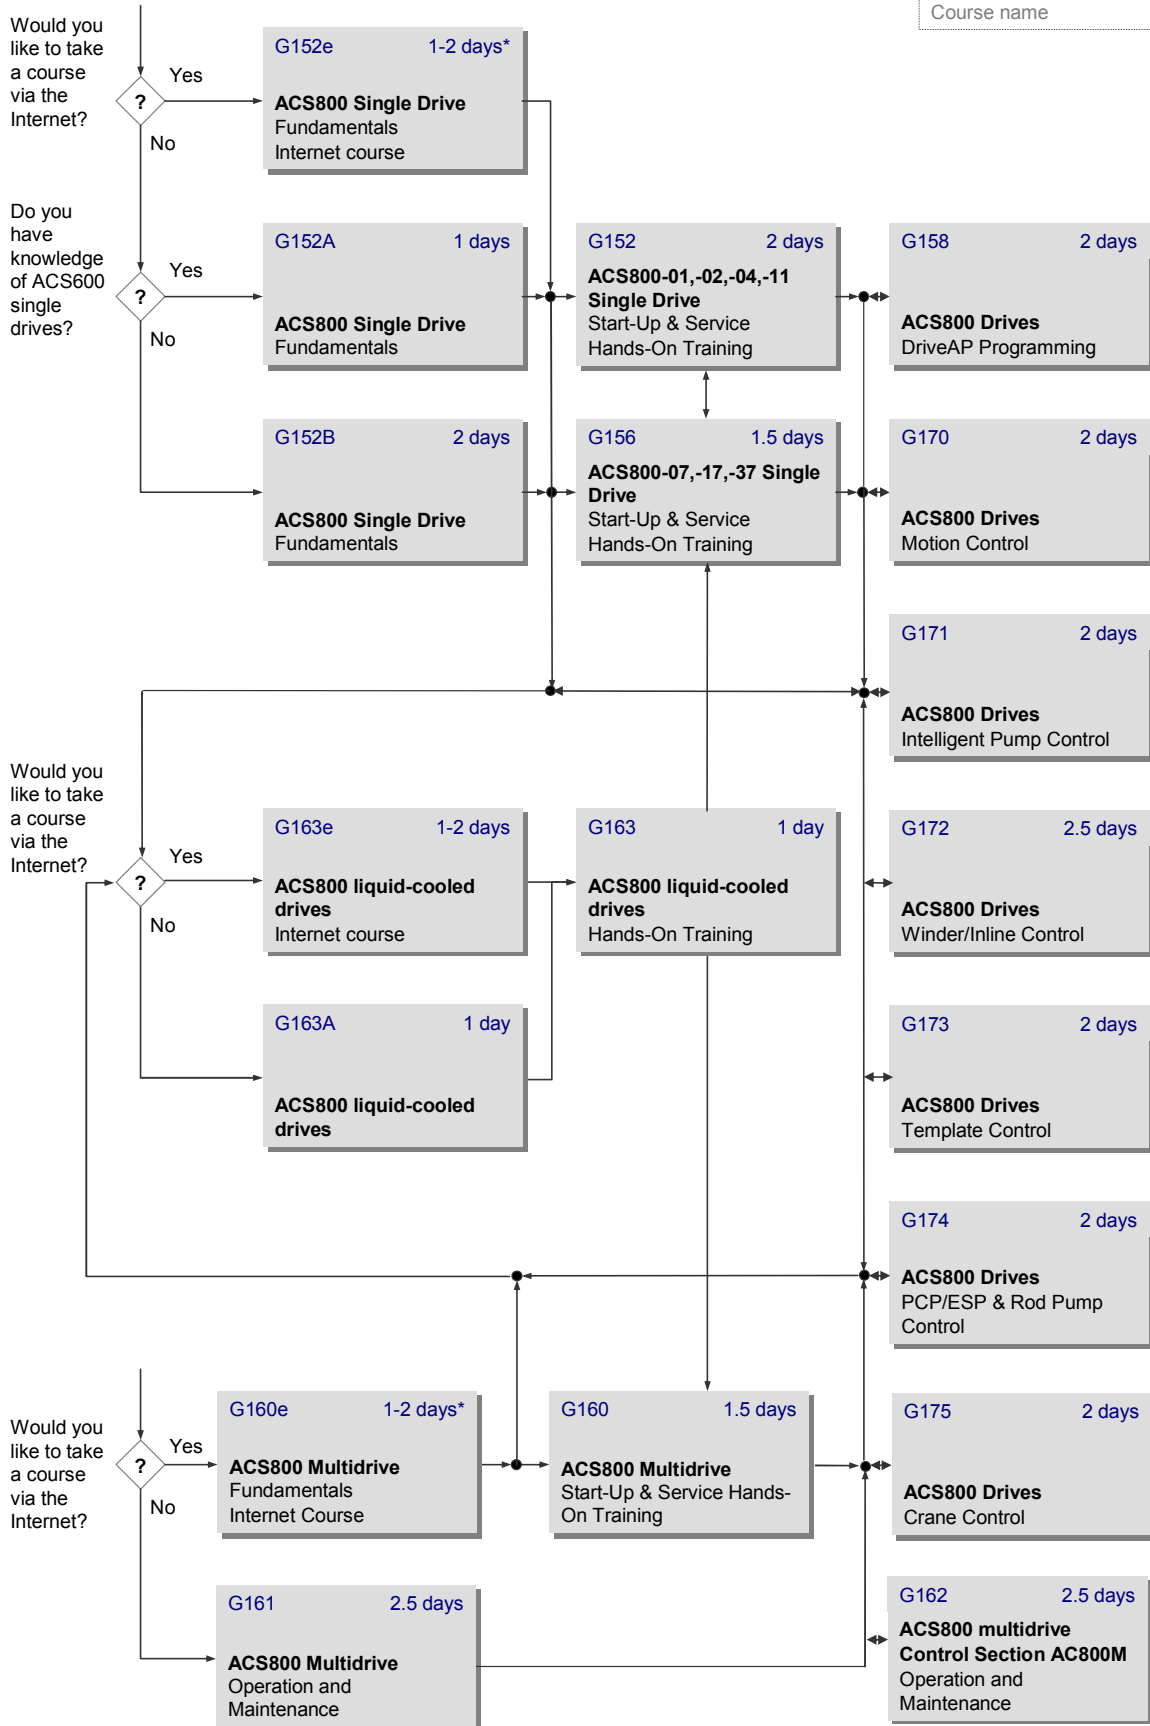 Course name
Would you
like to take
a course
via the
Internet?
?
Yes
No
G152e 1-2 days*
ACS800 Single Drive
Fundamentals
Internet course
Do you
have
knowledge
of ACS600
single
drives?
?
Yes
No
G152A 1 days
ACS800 Single Drive
Fundamentals
G152 2 days
ACS800-01,-02,-04,-11
Single Drive
Start-Up & Service
Hands-On Training
G158 2 days
ACS800 Drives
DriveAP Programming
G152B 2 days
ACS800 Single Drive
Fundamentals
G156 1.5 days
ACS800-07,-17,-37 Single
Drive
Start-Up & Service
Hands-On Training
G170 2 days
ACS800 Drives
Motion Control
G171 2 days
ACS800 Drives
Intelligent Pump Control
Would you
like to take
a course
via the
Internet?
?
Yes
No
G163e 1-2 days
ACS800 liquid-cooled
drives
Internet course
G163 1 day
ACS800 liquid-cooled
drives
Hands-On Training
G172 2.5 days
ACS800 Drives
Winder/Inline Control
G163A 1 day
ACS800 liquid-cooled
drives
G173 2 days
ACS800 Drives
Template Control
G174 2 days
ACS800 Drives
PCP/ESP & Rod Pump
Control
Would you
like to take
a course
via the
Internet?
?
Yes
No
G160e 1-2 days*
ACS800 Multidrive
Fundamentals
Internet Course
G160 1.5 days
ACS800 Multidrive
Start-Up & Service Hands-
On Training
G175 2 days
ACS800 Drives
Crane Control
G161 2.5 days
ACS800 Multidrive
Operation and
Maintenance
G162 2.5 days
ACS800 multidrive
Control Section AC800M
Operation and
Maintenance